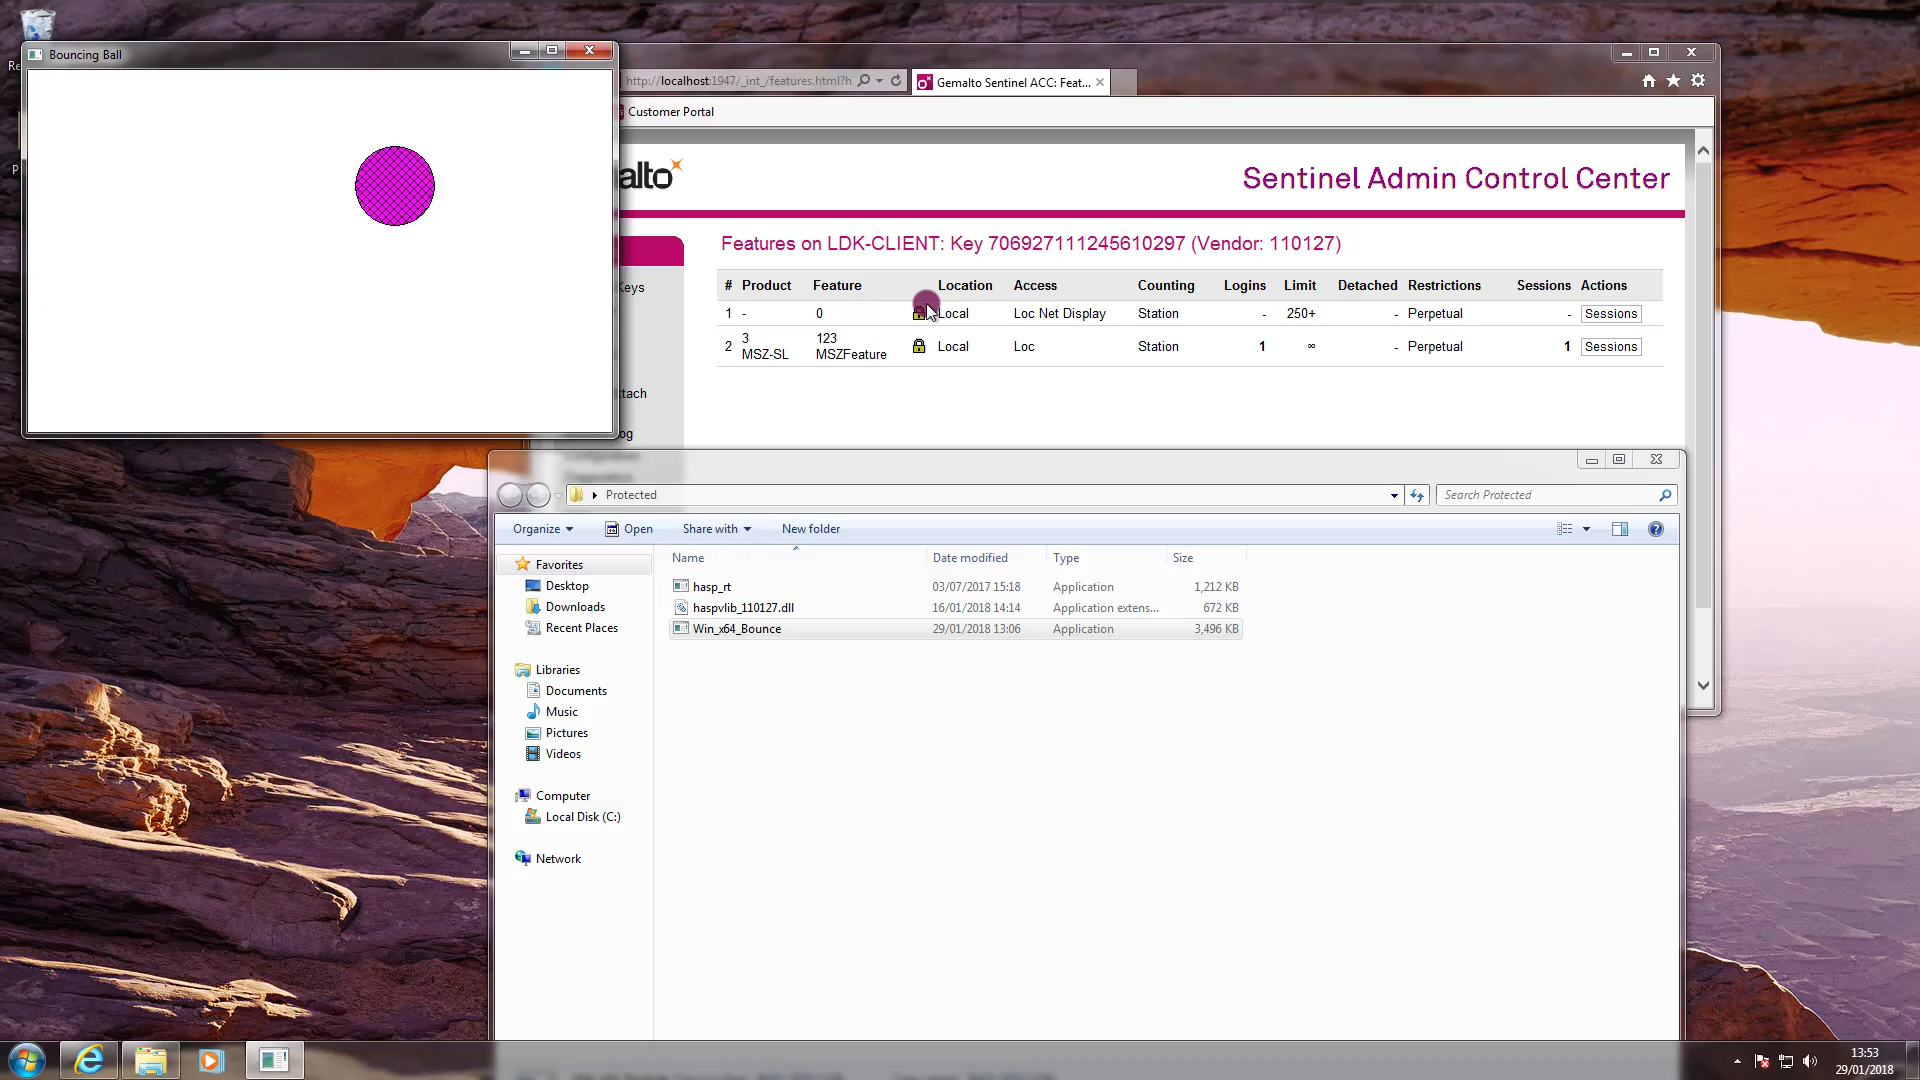 Bouncing Ball
http://localhost:1947/_int_/features.html?h
Gemalto Sentinel ACC: Feat...
Customer Portal
alto
Sentinel Admin Control Center
Features on LDK-CLIENT: Key 706927111245610297 (Vendor: 110127)
# Product Feature Location Access Counting Logins Limit Detached Restrictions Sessions Actions
1 - 0 Local Loc Net Display Station - 250+ - Perpetual - Sessions
2 3 MSZ-SL 123 MSZFeature Local Loc Station 1 ∞ - Perpetual 1 Sessions
Keys
ttach
og
Protected
Search Protected
Organize Open Share with New folder
Name Date modified Type Size
hasp_rt 03/07/2017 15:18 Application 1,212 KB
haspvlib_110127.dll 16/01/2018 14:14 Application extens... 672 KB
Win_x64_Bounce 29/01/2018 13:06 Application 3,496 KB
Favorites
Desktop
Downloads
Recent Places
Libraries
Documents
Music
Pictures
Videos
Computer
Local Disk (C:)
Network
Re
P
13:53
29/01/2018